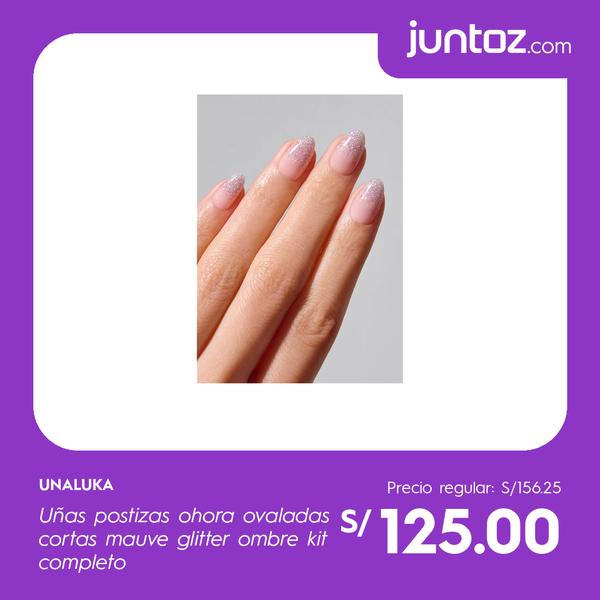 juntoz.com
UNALUKA
Uñas postizas ohora ovaladas
cortas mauve glitter ombre kit
completo
Precio regular: S/156.25
S/125.00